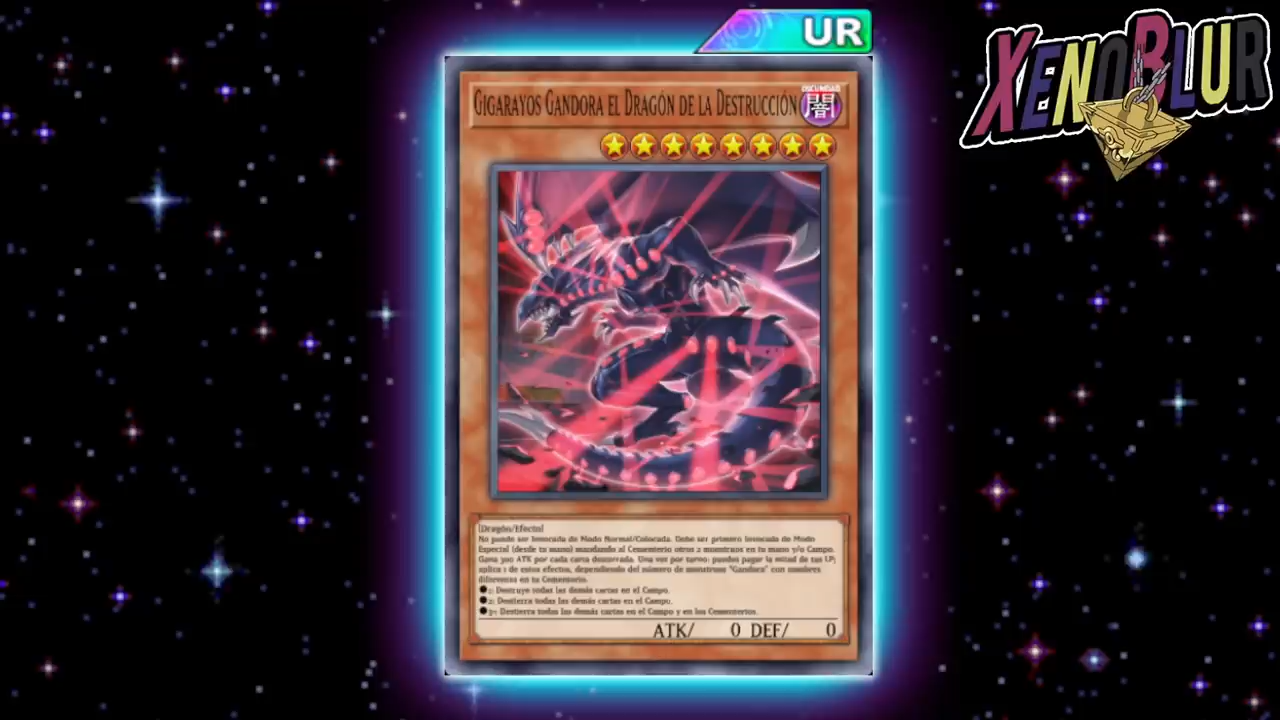 UR
XENOBLUR
GIGARAYOS GANDORA EL DRAGÓN DE LA DESTRUCCIÓN
OSCURIDAD
闇
[Dragón/Efecto]
No puede ser Invocada de Modo Normal/Colocada. Debe ser primero Invocada de Modo
Especial (desde tu mano) mandando al Cementerio otros 2 monstruos en tu mano y/o Campo.
Gana 300 ATK por cada carta desterrada. Una vez por turno: puedes pagar la mitad de tus LP;
aplica 1 de estos efectos, dependiendo del número de monstruos "Gandora" con nombres
diferentes en tu Cementerio.
●1: Destruye todas las demás cartas en el Campo.
●2: Destierra todas las demás cartas en el Campo.
●3+: Destierra todas las demás cartas en el Campo y en los Cementerios.
ATK/ 0 DEF/ 0